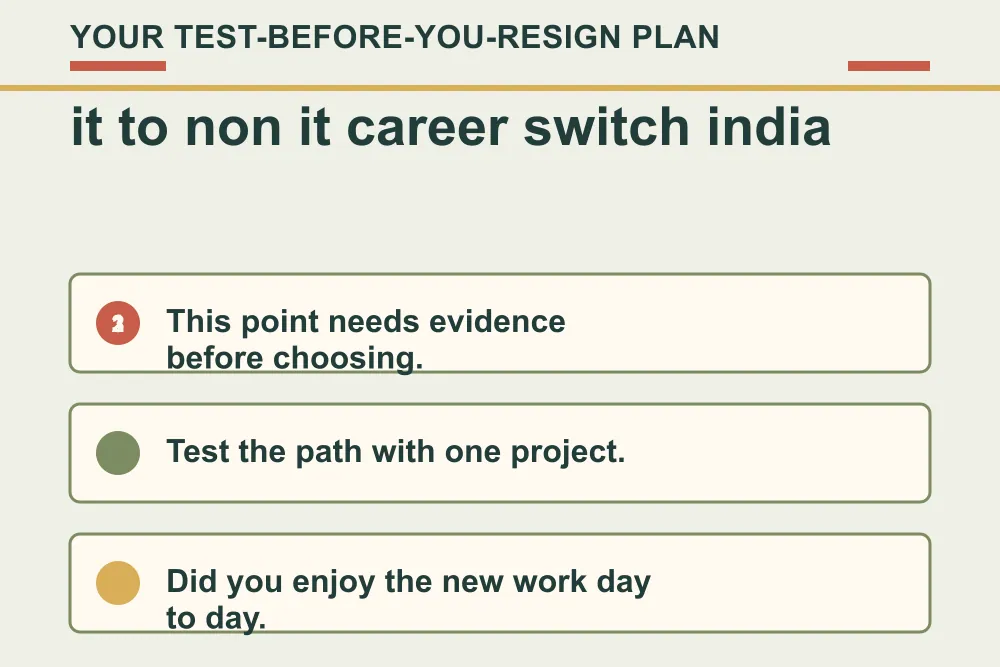 YOUR TEST-BEFORE-YOU-RESIGN PLAN
it to non it career switch india
This point needs evidence
before choosing.
Test the path with one project.
Did you enjoy the new work day
to day.